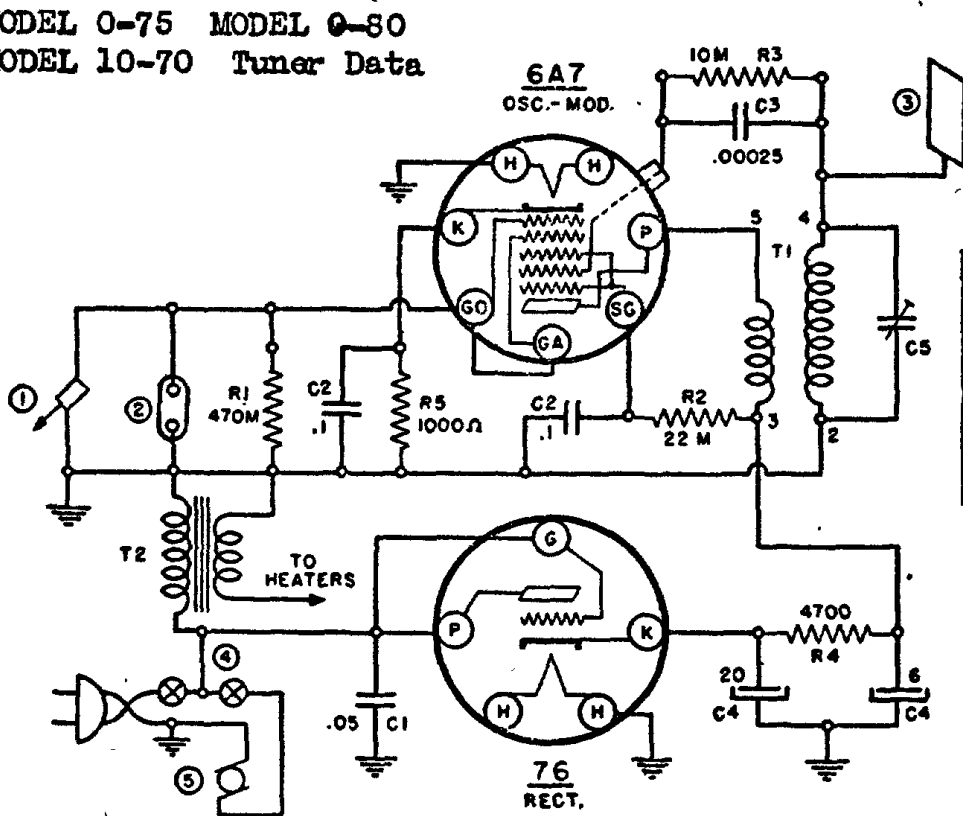 ODEL 0-75 MODEL 0-80
ODEL 10-70 Tuner Data
6A7
OSC.-MOD.
10M R3
C3
.00025
3
H H
K
P
GO
SG
GA
5
4
T1
C5
1
2
R1
470M
C2
.1
R5
1000Ω
C2
.1
R2
22 M
3
2
T2
TO
HEATERS
G
P
K
H H
4700
R4
20
C4
6
C4
4
.05 C1
5
76
RECT.